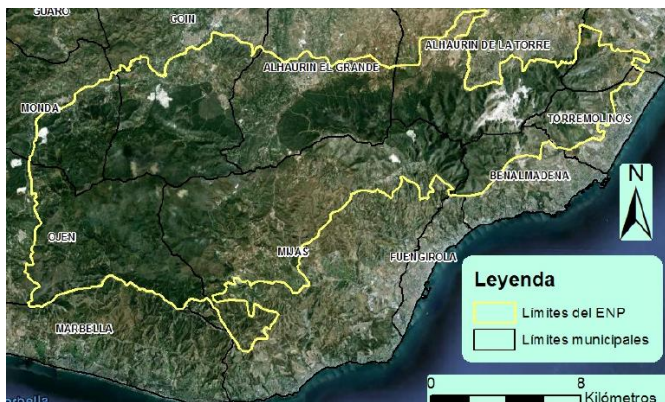 GUARO
COIN
ALHAURIN EL GRANDE
ALHAURIN DE LA TORRE
MONDA
TORREMOLINOS
BENALMADENA
N
OJEN
MIJAS
FUENGIROLA
Leyenda
Límites del ENP
Límites municipales
MARBELLA
0 8
Kilómetros